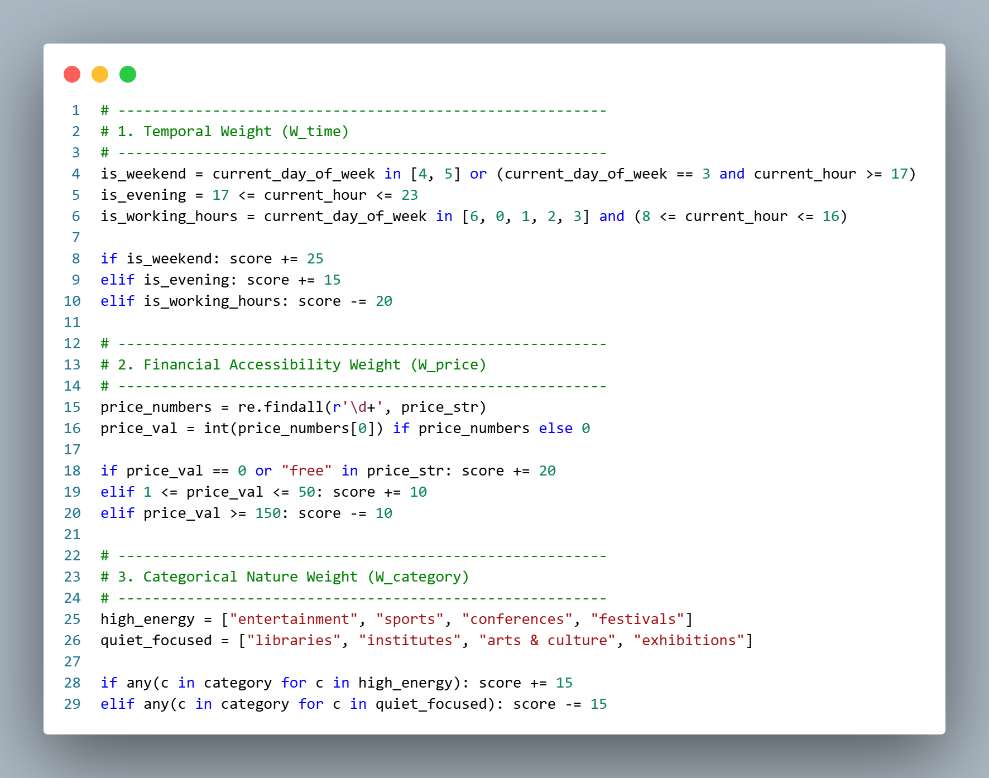 1 # ---------------------------------------------------------
2 # 1. Temporal Weight (W_time)
3 # ---------------------------------------------------------
4 is_weekend = current_day_of_week in [4, 5] or (current_day_of_week == 3 and current_hour >= 17)
5 is_evening = 17 <= current_hour <= 23
6 is_working_hours = current_day_of_week in [6, 0, 1, 2, 3] and (8 <= current_hour <= 16)
7
8 if is_weekend: score += 25
9 elif is_evening: score += 15
10 elif is_working_hours: score -= 20
11
12 # ---------------------------------------------------------
13 # 2. Financial Accessibility Weight (W_price)
14 # ---------------------------------------------------------
15 price_numbers = re.findall(r'\d+', price_str)
16 price_val = int(price_numbers[0]) if price_numbers else 0
17
18 if price_val == 0 or "free" in price_str: score += 20
19 elif 1 <= price_val <= 50: score += 10
20 elif price_val >= 150: score -= 10
21
22 # ---------------------------------------------------------
23 # 3. Categorical Nature Weight (W_category)
24 # ---------------------------------------------------------
25 high_energy = ["entertainment", "sports", "conferences", "festivals"]
26 quiet_focused = ["libraries", "institutes", "arts & culture", "exhibitions"]
27
28 if any(c in category for c in high_energy): score += 15
29 elif any(c in category for c in quiet_focused): score -= 15